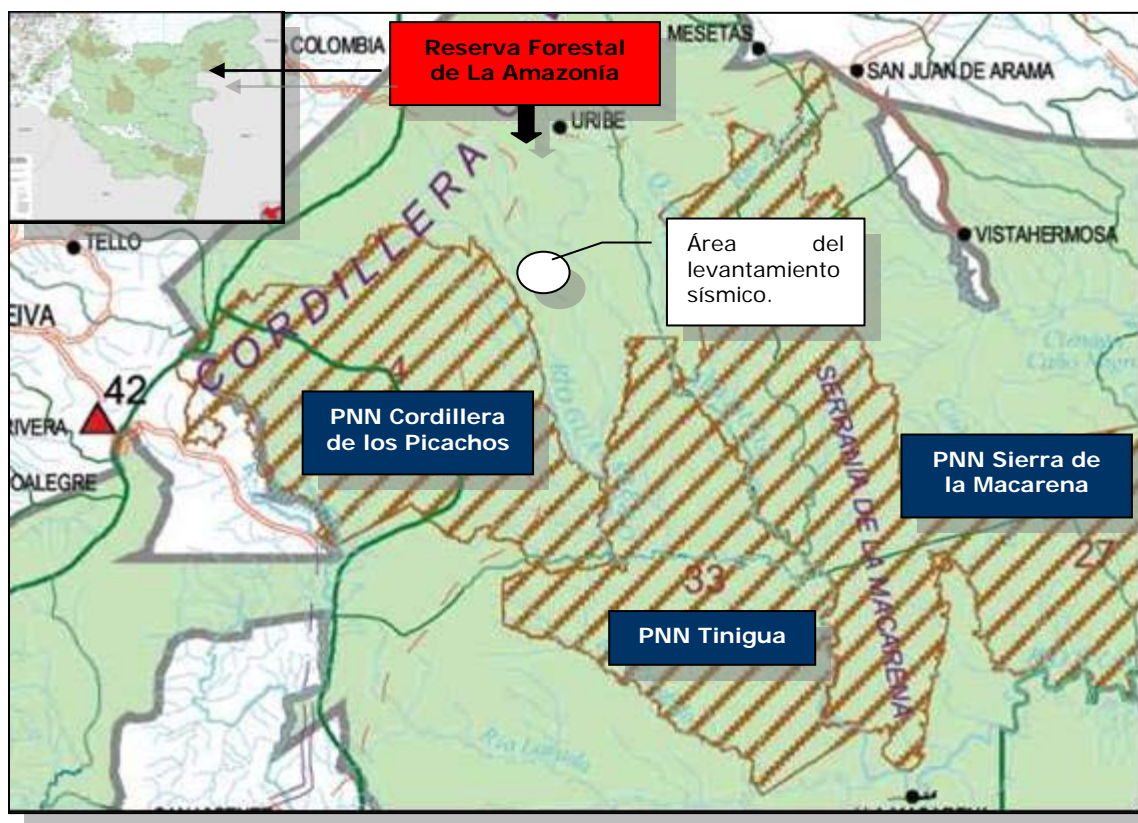 COLOMBIA
Reserva Forestal
de La Amazonía
MESETAS
SAN JUAN DE ARAMA
URIBE
CORDILLERA
TELLO
Área del
levantamiento
sísmico.
VISTAHERMOSA
EIVA
4
42
RIVERA
PNN Cordillera
de los Picachos
OALEGRE
SERRANÍA DE LA MACARENA
PNN Sierra de
la Macarena
27
33
PNN Tinigua